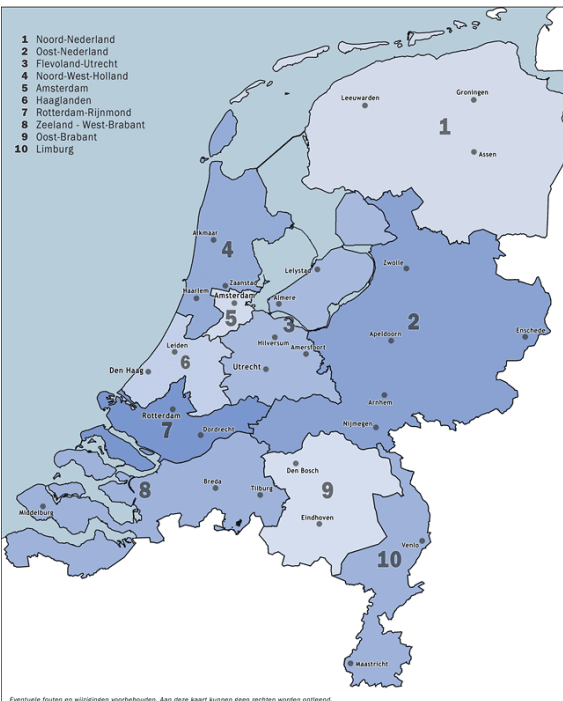 1 Noord-Nederland
2 Oost-Nederland
3 Flevoland-Utrecht
4 Noord-West-Holland
5 Amsterdam
6 Haaglanden
7 Rotterdam-Rijnmond
8 Zeeland - West-Brabant
9 Oost-Brabant
10 Limburg
Leeuwarden
Groningen
1
Assen
Alkmaar
4
Zwolle
Lelystad
Zaanstad
Haarlem
Amsterdam
Almere
5
3
2
Enschede
Hilversum
Apeldoorn
Leiden
Amersfoort
6
Den Haag
Utrecht
Arnhem
Rotterdam
7
Dordrecht
Nijmegen
Den Bosch
8
Breda
Tilburg
9
Middelburg
Eindhoven
Venlo
10
Maastricht
Eventuele fouten en wijzigingen voorbehouden. Aan deze kaart kunnen geen rechten worden ontleend.